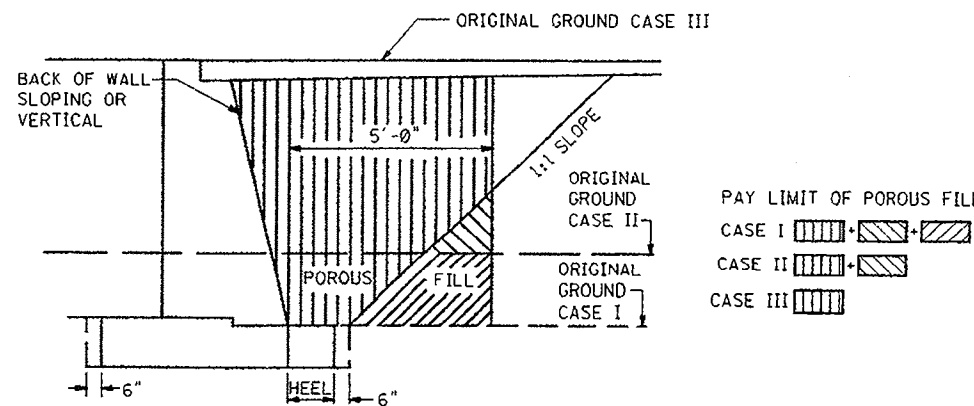 ORIGINAL GROUND CASE III
BACK OF WALL
SLOPING OR
VERTICAL
5'-0"
1:1 SLOPE
ORIGINAL
GROUND
CASE II
POROUS
FILL
ORIGINAL
GROUND
CASE I
6"
HEEL
6"
PAY LIMIT OF POROUS FILL
CASE I + +
CASE II +
CASE III